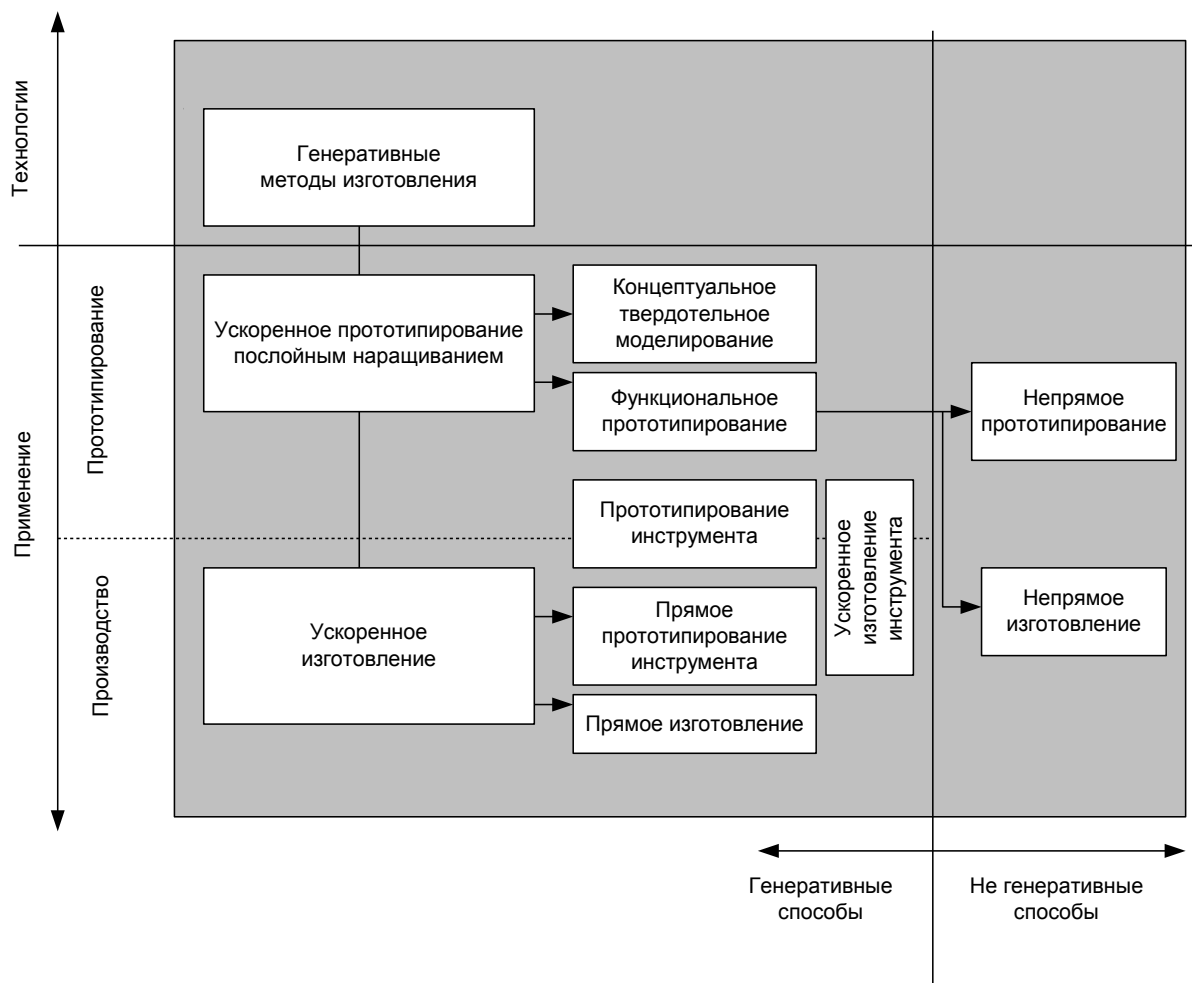 Технологии
Генеративные
методы изготовления
Применение
Прототипирование
Ускоренное прототипирование
послойным наращиванием
Концептуальное
твердотельное
моделирование
Функциональное
прототипирование
Непрямое
прототипирование
Прототипирование
инструмента
Ускоренное
изготовление
инструмента
Производство
Ускоренное
изготовление
Прямое
прототипирование
инструмента
Непрямое
изготовление
Прямое изготовление
Генеративные
способы
Не генеративные
способы